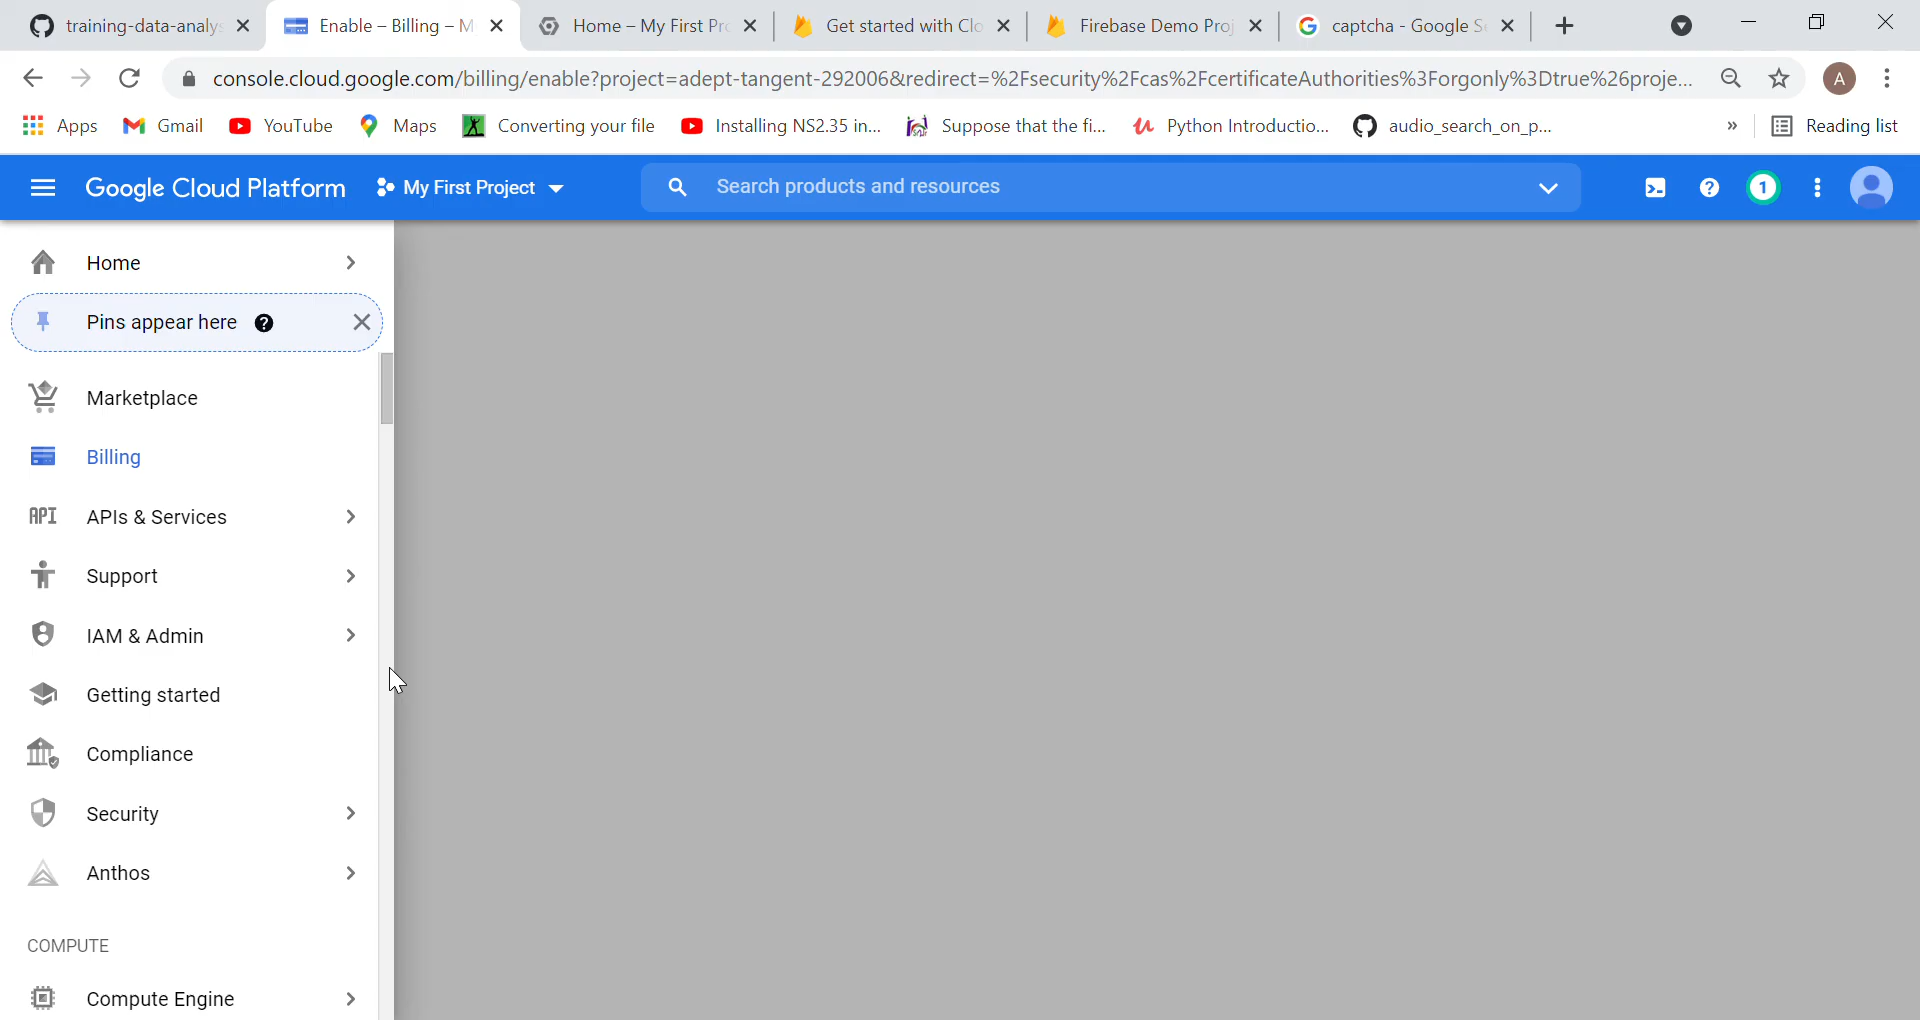 training-data-analys
Enable – Billing – M
Home – My First Pr
Get started with Clo
Firebase Demo Proj
captcha - Google Se
console.cloud.google.com/billing/enable?project=adept-tangent-292006&redirect=%2Fsecurity%2Fcas%2FcertificateAuthorities%3Forgonly%3Dtrue%26proje...
A
Apps
Gmail
YouTube
Maps
Converting your file
Installing NS2.35 in...
Suppose that the fi...
Python Introductio...
audio_search_on_p...
»
Reading list
Google Cloud Platform
My First Project
Search products and resources
1
Home
Pins appear here
Marketplace
Billing
API APIs & Services
Support
IAM & Admin
Getting started
Compliance
Security
Anthos
COMPUTE
Compute Engine